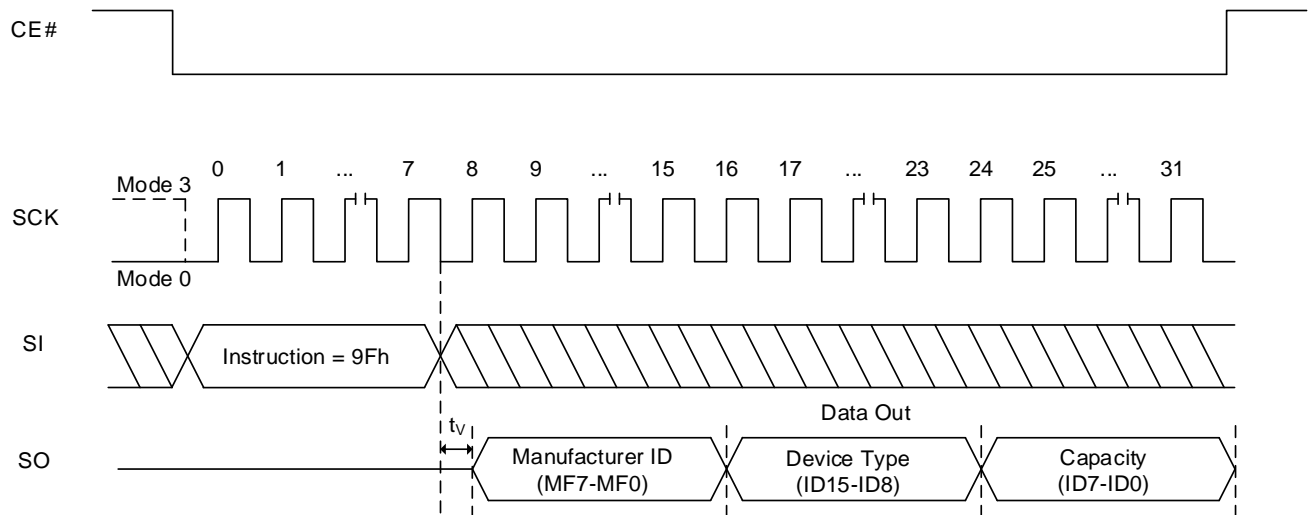 CE#
0 1 ... 7 8 9 ... 15 16 17 ... 23 24 25 ... 31
Mode 3
SCK
Mode 0
SI
Instruction = 9Fh
Data Out
tV
SO
Manufacturer ID
(MF7-MF0)
Device Type
(ID15-ID8)
Capacity
(ID7-ID0)